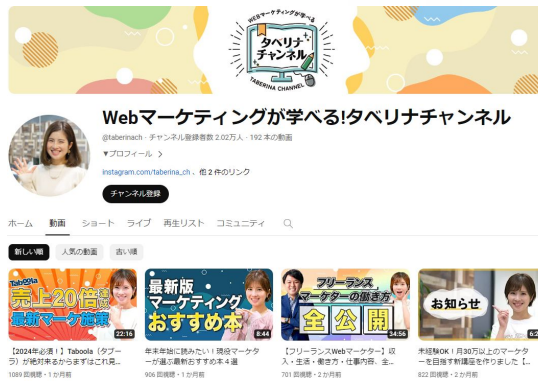 WEBマーケティングが学べる
タベリナ
チャンネル
TABERINA CHANNEL
Webマーケティングが学べる!タベリナチャンネル
@taberinach · チャンネル登録者数 2.02万人 · 192 本の動画
▼プロフィール
instagram.com/taberina_ch 、他 2 件のリンク
チャンネル登録
ホーム 動画 ショート ライブ 再生リスト コミュニティ
新しい順 人気の動画 古い順
Taboola
売上20倍達成
最新マーケ施策
22:16
最新版
マーケティング
おすすめ本
8:44
フリーランス
マーケターの働き方
全公開
34:56
お知らせ
6:2
【2024年必須！】Taboola（タブーラ）が絶対来るからまずはこれ見...
1089 回視聴・1 か月前
年末年始に読みたい！現役マーケターが選ぶ最新おすすめ本４選
906 回視聴・1 か月前
【フリーランスWebマーケター】収入・生活・働き方・仕事内容、全...
701 回視聴・2 か月前
未経験OK！月30万以上のマーケターを目指す新講座を作りました【...
822 回視聴・2 か月前